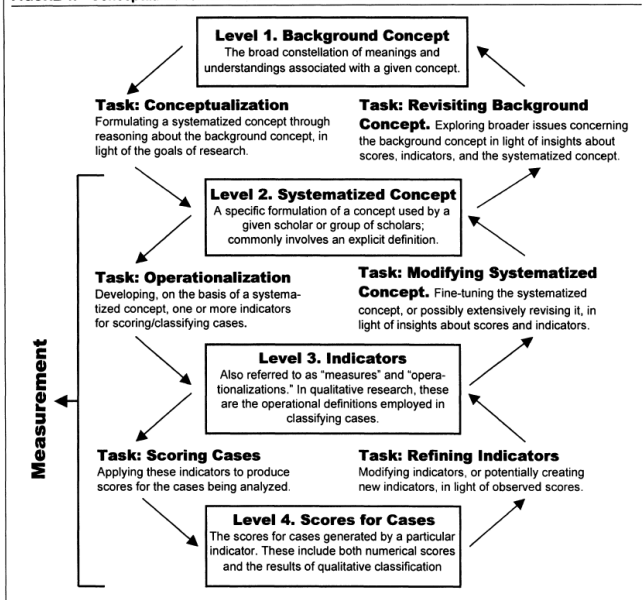 Level 1. Background Concept
The broad constellation of meanings and
understandings associated with a given concept.
Task: Conceptualization
Formulating a systematized concept through
reasoning about the background concept, in
light of the goals of research.
Task: Revisiting Background
Concept. Exploring broader issues concerning
the background concept in light of insights about
scores, indicators, and the systematized concept.
Level 2. Systematized Concept
A specific formulation of a concept used by a
given scholar or group of scholars;
commonly involves an explicit definition.
Task: Operationalization
Developing, on the basis of a systema-
tized concept, one or more indicators
for scoring/classifying cases.
Task: Modifying Systematized
Concept. Fine-tuning the systematized
concept, or possibly extensively revising it, in
light of insights about scores and indicators.
Measurement
Level 3. Indicators
Also referred to as “measures” and “opera-
tionalizations.” In qualitative research, these
are the operational definitions employed in
classifying cases.
Task: Scoring Cases
Applying these indicators to produce
scores for the cases being analyzed.
Task: Refining Indicators
Modifying indicators, or potentially creating
new indicators, in light of observed scores.
Level 4. Scores for Cases
The scores for cases generated by a particular
indicator. These include both numerical scores
and the results of qualitative classification